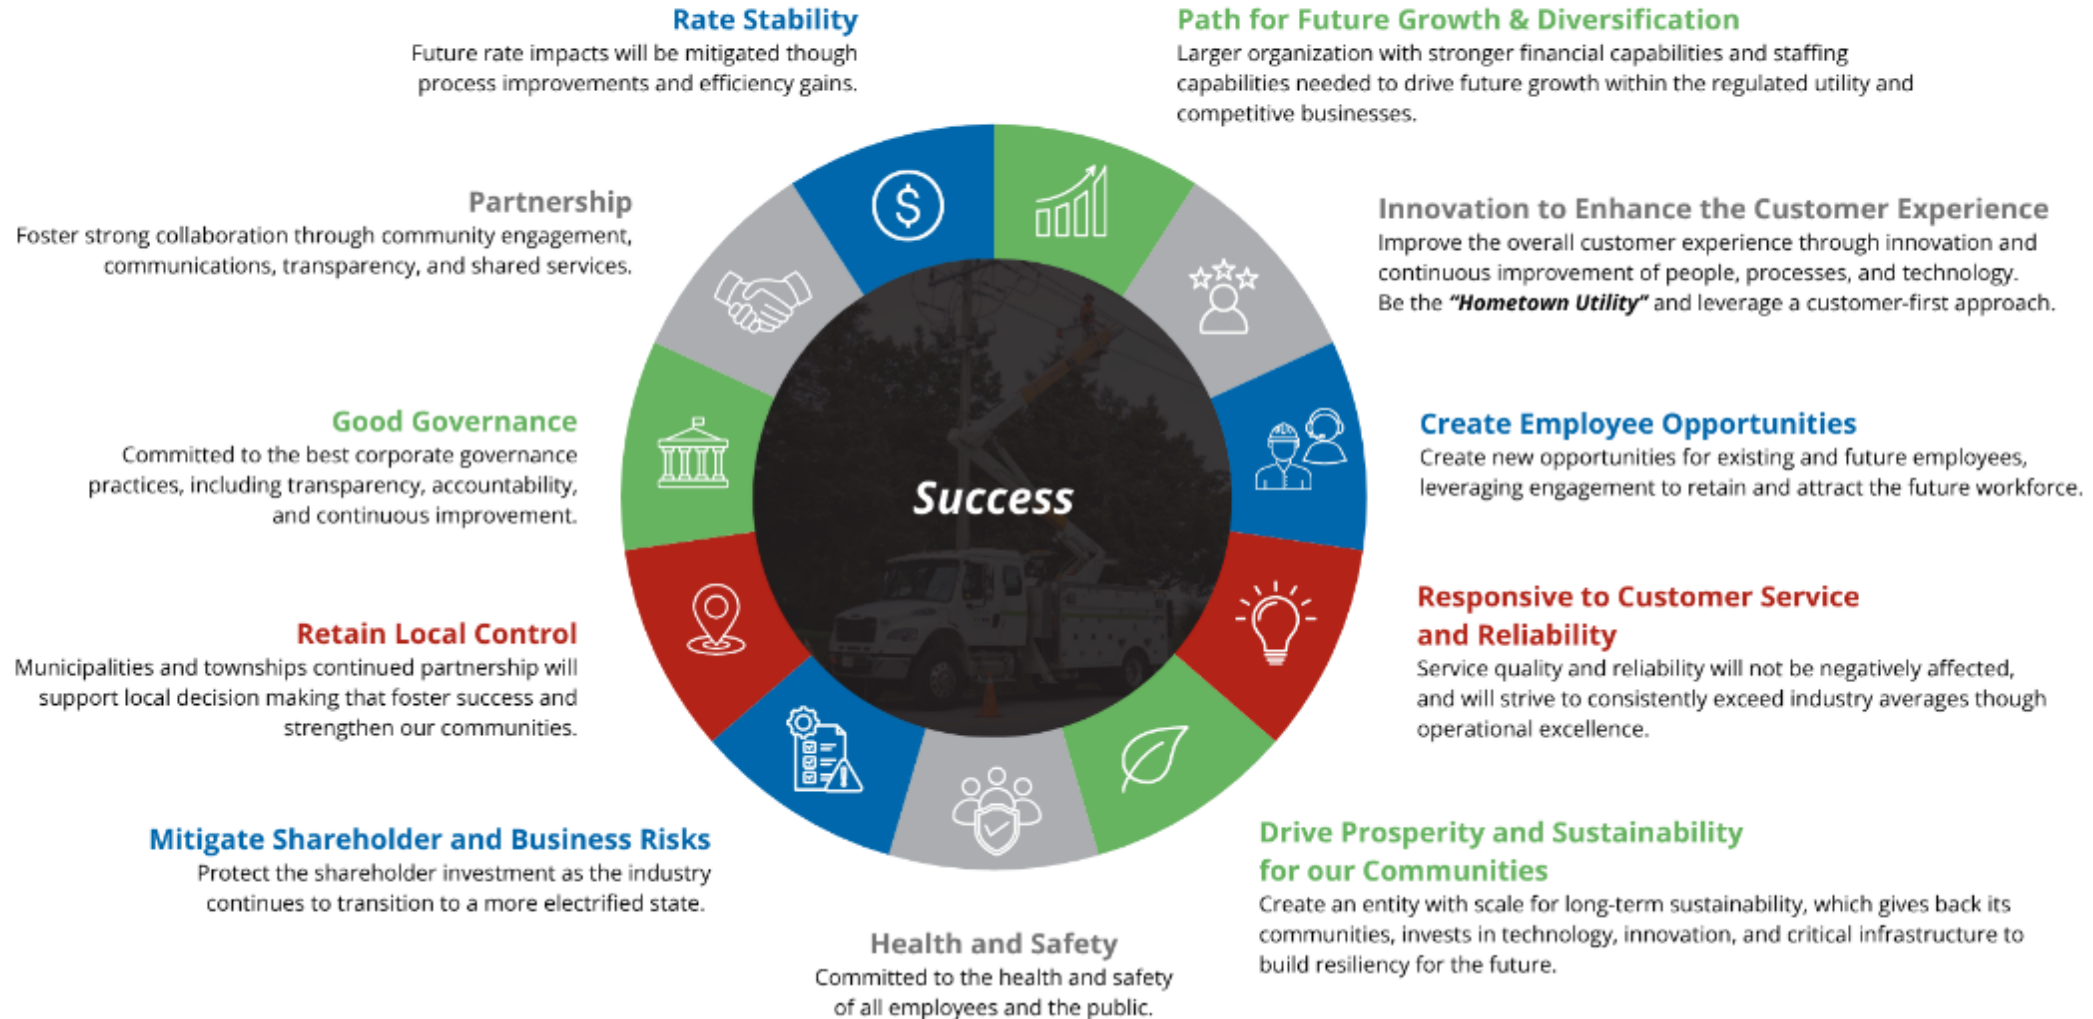 Rate Stability
Future rate impacts will be mitigated though
process improvements and efficiency gains.
Path for Future Growth & Diversification
Larger organization with stronger financial capabilities and staffing
capabilities needed to drive future growth within the regulated utility and
competitive businesses.
Partnership
Foster strong collaboration through community engagement,
communications, transparency, and shared services.
Innovation to Enhance the Customer Experience
Improve the overall customer experience through innovation and
continuous improvement of people, processes, and technology.
Be the "Hometown Utility" and leverage a customer-first approach.
Good Governance
Committed to the best corporate governance
practices, including transparency, accountability,
and continuous improvement.
Create Employee Opportunities
Create new opportunities for existing and future employees,
leveraging engagement to retain and attract the future workforce.
Success
Retain Local Control
Municipalities and townships continued partnership will
support local decision making that foster success and
strengthen our communities.
Responsive to Customer Service
and Reliability
Service quality and reliability will not be negatively affected,
and will strive to consistently exceed industry averages though
operational excellence.
Mitigate Shareholder and Business Risks
Protect the shareholder investment as the industry
continues to transition to a more electrified state.
Drive Prosperity and Sustainability
for our Communities
Create an entity with scale for long-term sustainability, which gives back its
communities, invests in technology, innovation, and critical infrastructure to
build resiliency for the future.
Health and Safety
Committed to the health and safety
of all employees and the public.